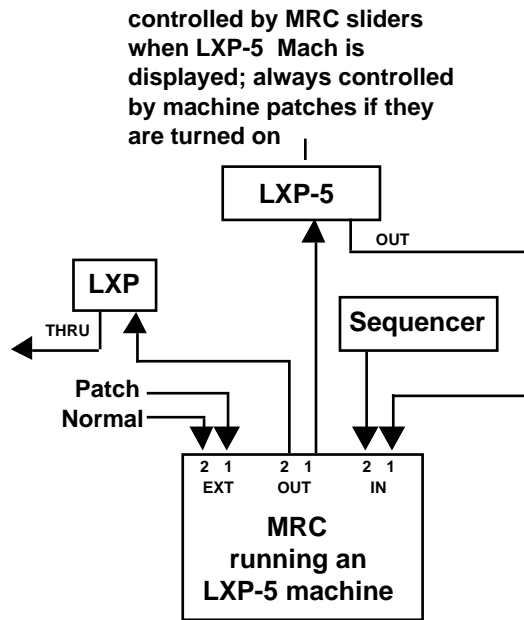 controlled by MRC sliders
when LXP-5 Mach is
displayed; always controlled
by machine patches if they
are turned on
LXP-5
OUT
LXP
THRU
Sequencer
Patch
Normal
2 1 2 1 2 1
EXT OUT IN
MRC
running an
LXP-5 machine